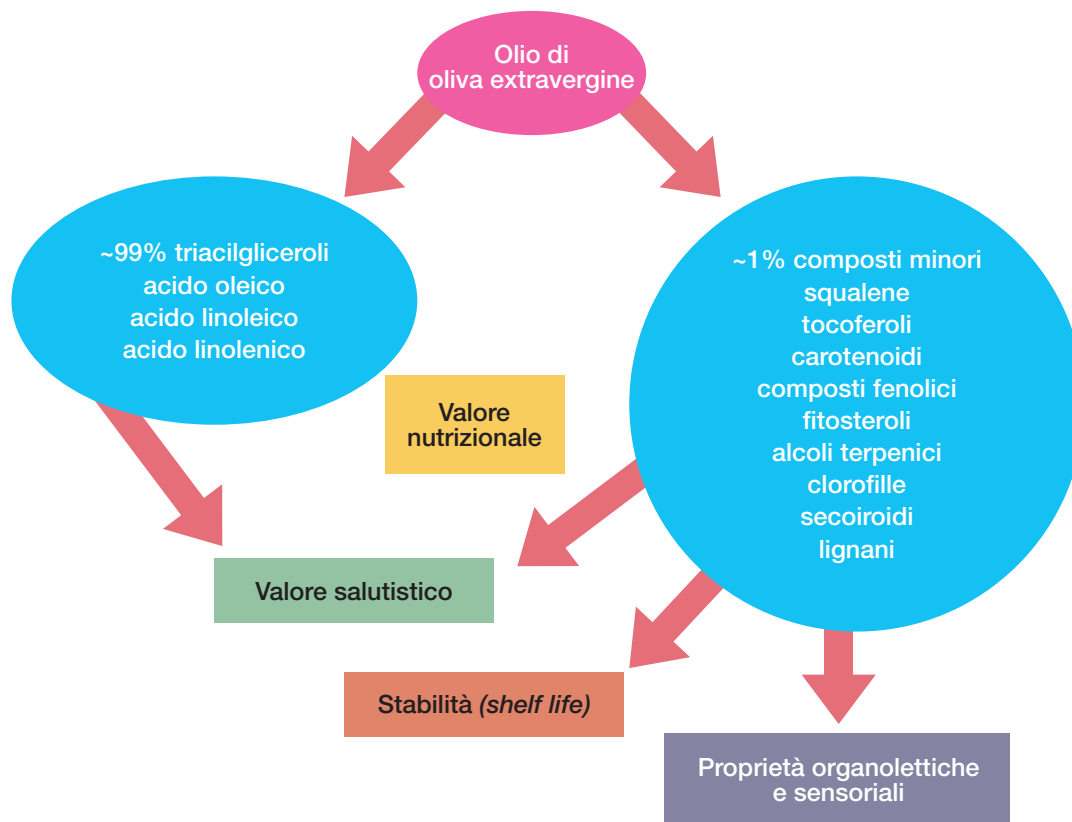 Olio di
oliva extravergine
~99% triacilgliceroli
acido oleico
acido linoleico
acido linolenico
~1% composti minori
squalene
tocoferoli
carotenoidi
composti fenolici
fitosteroli
alcoli terpenici
clorofille
secoiroidi
lignani
Valore
nutrizionale
Valore salutistico
Stabilità (shelf life)
Proprietà organolettiche
e sensoriali